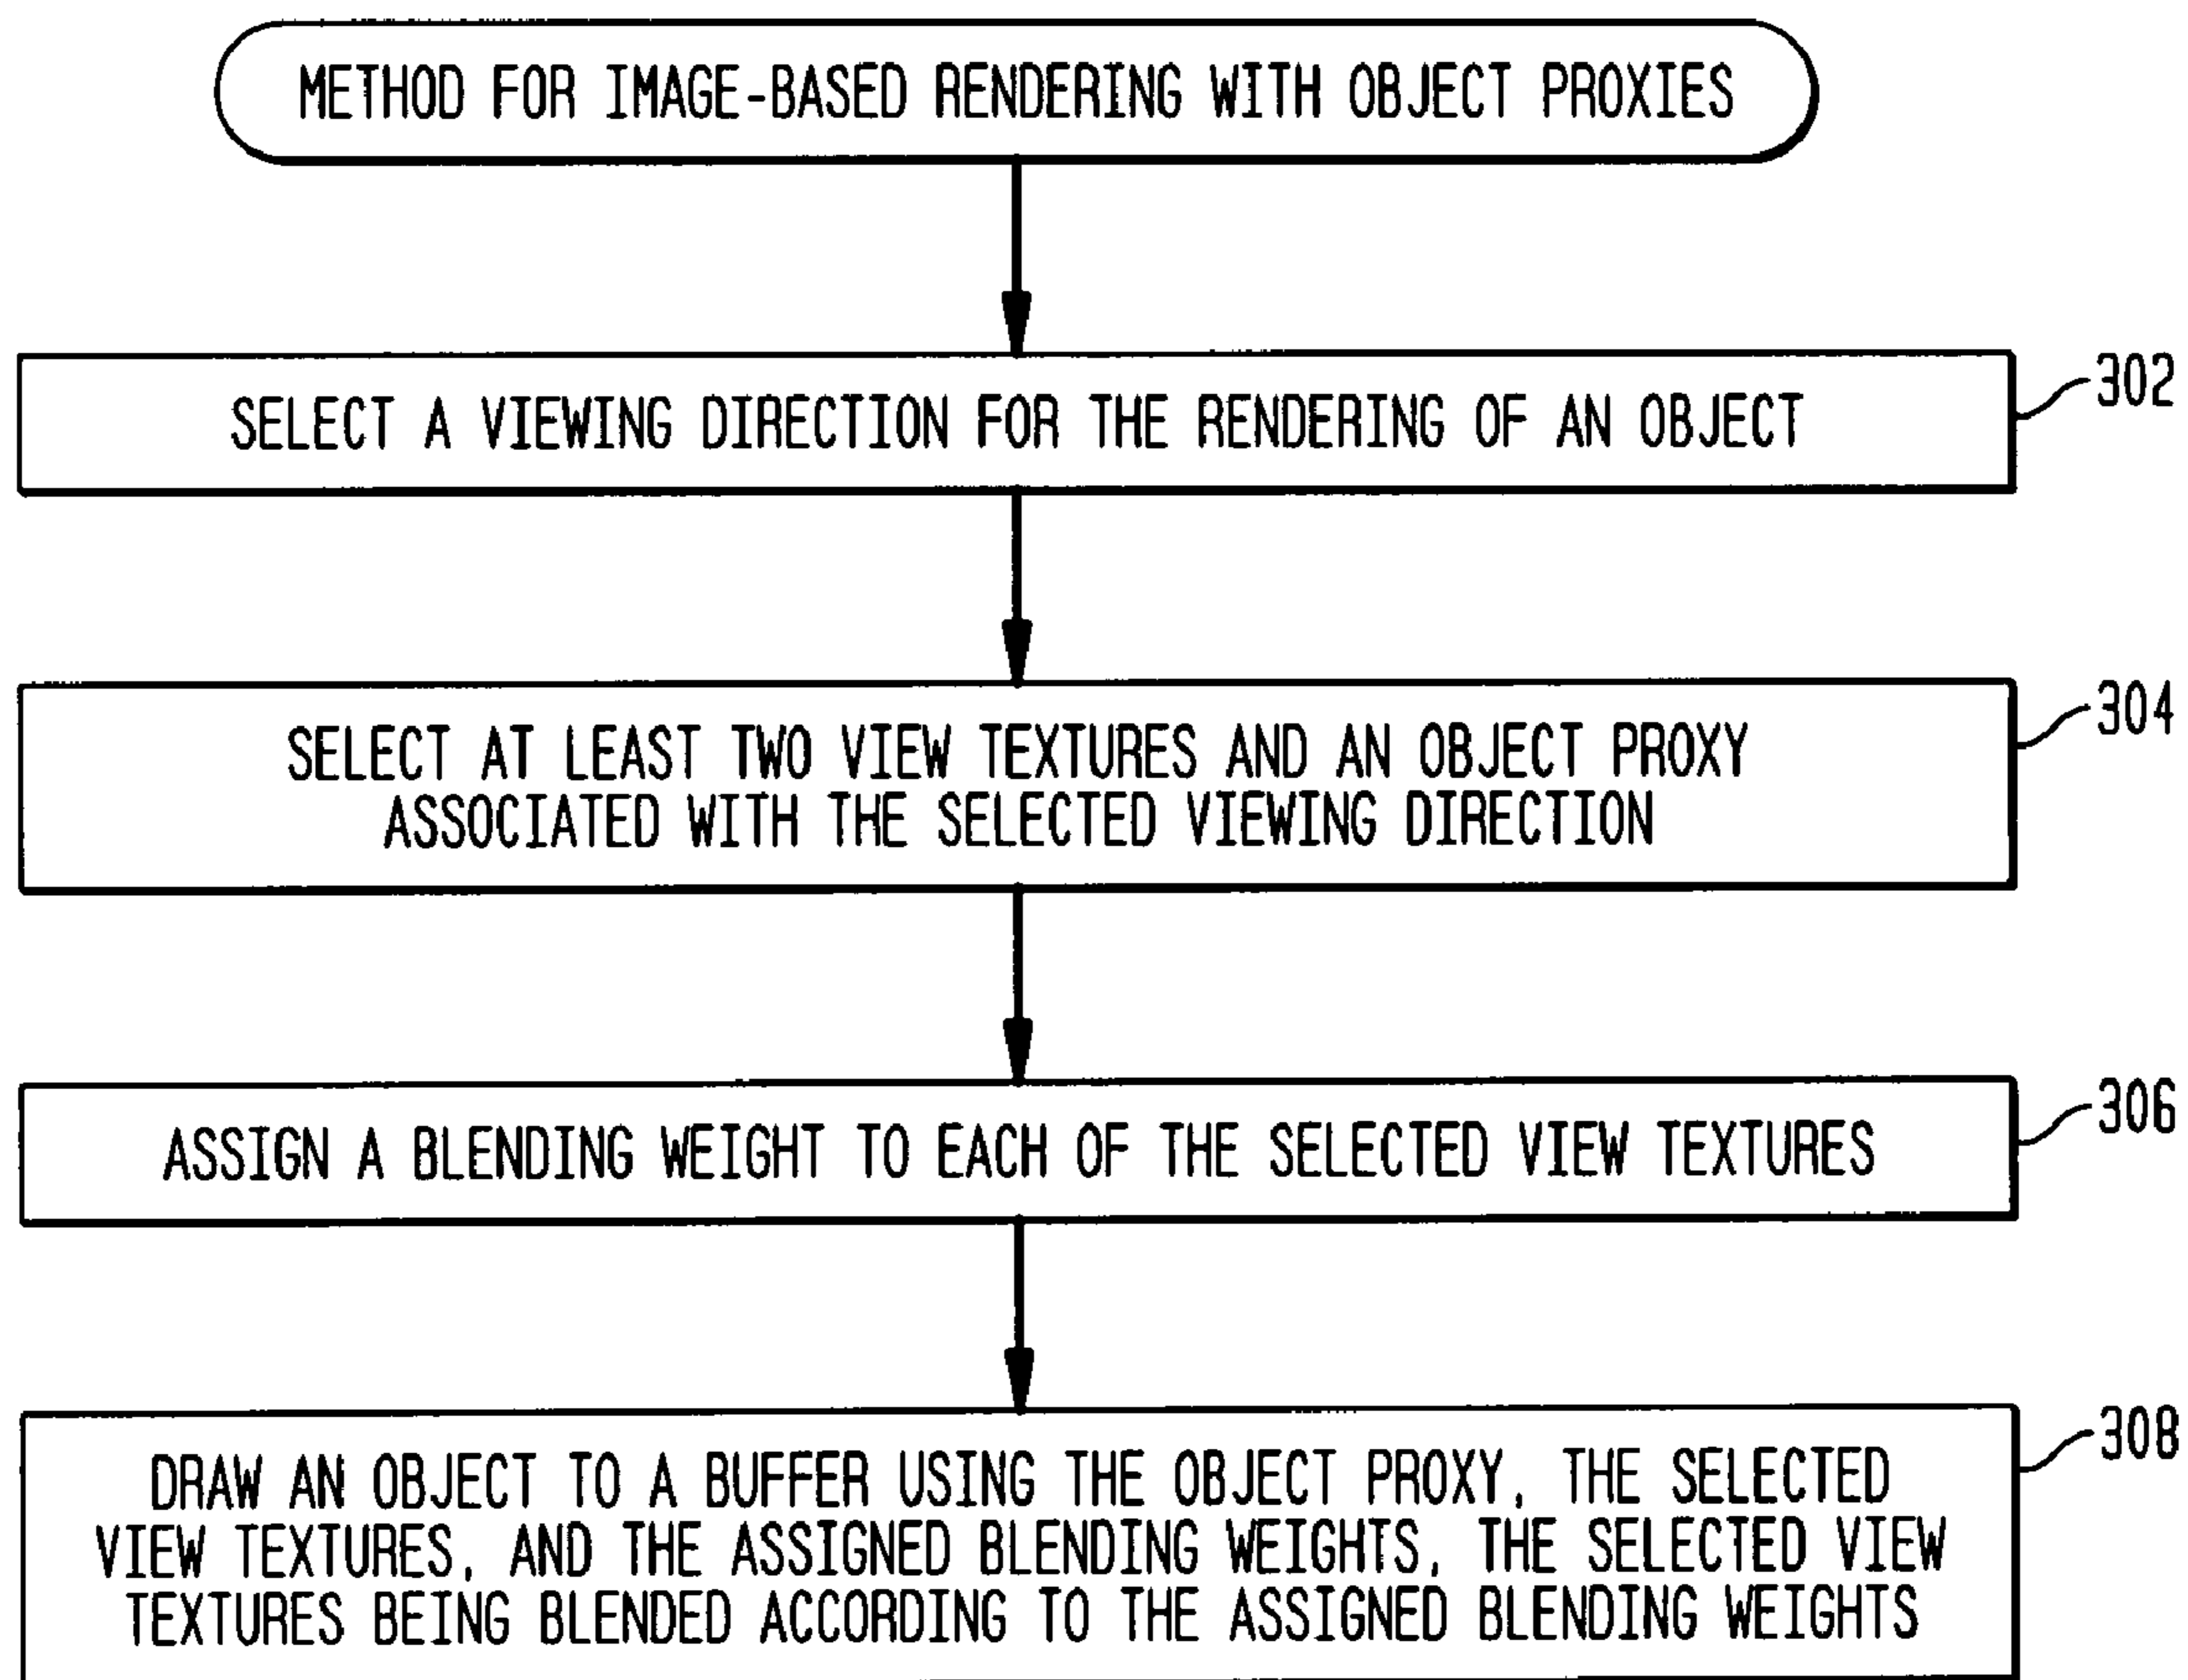 METHOD FOR IMAGE-BASED RENDERING WITH OBJECT PROXIES
302
SELECT A VIEWING DIRECTION FOR THE RENDERING OF AN OBJECT
304
SELECT AT LEAST TWO VIEW TEXTURES AND AN OBJECT PROXY
ASSOCIATED WITH THE SELECTED VIEWING DIRECTION
306
ASSIGN A BLENDING WEIGHT TO EACH OF THE SELECTED VIEW TEXTURES
308
DRAW AN OBJECT TO A BUFFER USING THE OBJECT PROXY, THE SELECTED
VIEW TEXTURES, AND THE ASSIGNED BLENDING WEIGHTS, THE SELECTED VIEW
TEXTURES BEING BLENDED ACCORDING TO THE ASSIGNED BLENDING WEIGHTS